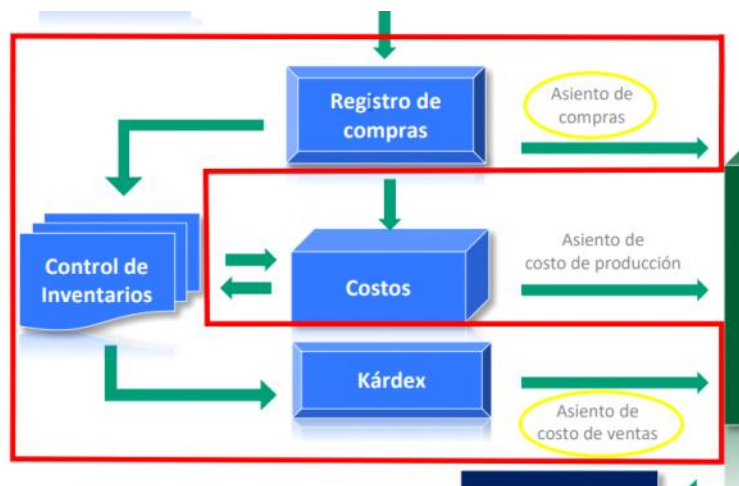 Registro de
compras
Asiento de
compras
Control de
Inventarios
Costos
Asiento de
costo de producción
Kárdex
Asiento de
costo de ventas